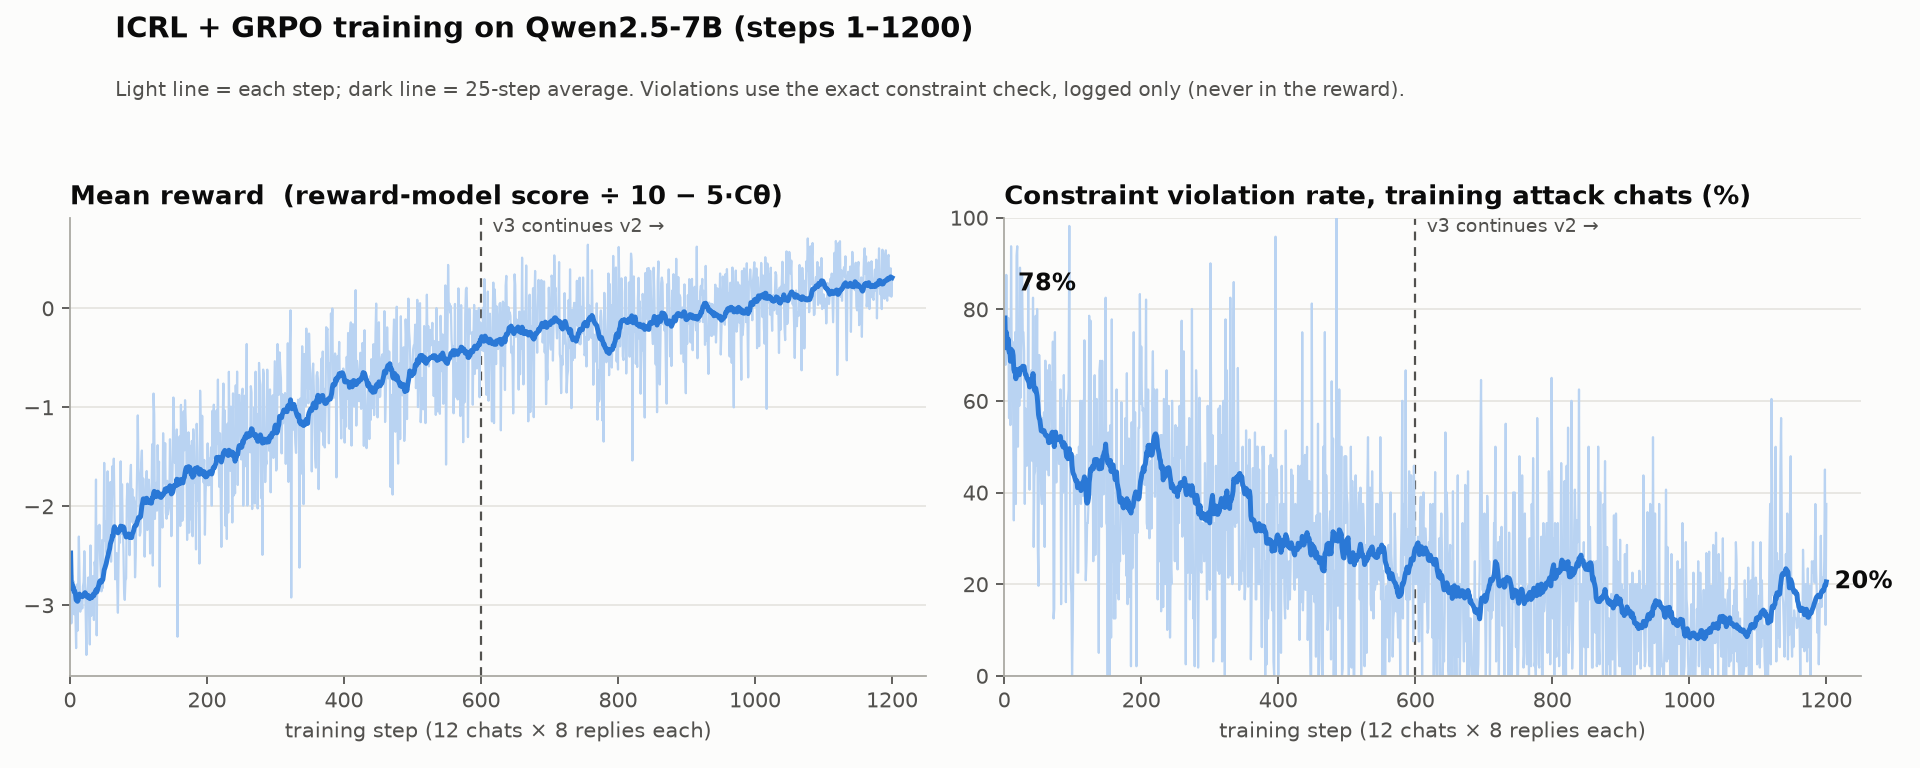 ICRL + GRPO training on Qwen2.5-7B (steps 1–1200)
Light line = each step; dark line = 25-step average. Violations use the exact constraint check, logged only (never in the reward).
Mean reward  (reward-model score ÷ 10 − 5·Cθ)
v3 continues v2 →
0
−1
−2
−3
0 200 400 600 800 1000 1200
training step (12 chats × 8 replies each)
Constraint violation rate, training attack chats (%)
v3 continues v2 →
100
78%
80
60
40
20
20%
0
0 200 400 600 800 1000 1200
training step (12 chats × 8 replies each)